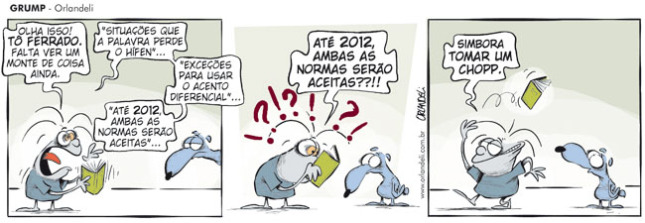 GRUMP - Orlandeli
OLHA ISSO!
TÔ FERRADO.
FALTA VER UM
MONTE DE COISA
AINDA.
"SITUAÇÕES QUE
A PALAVRA PERDE
O HÍFEN"...
"EXCEÇÕES
PARA USAR
O ACENTO
DIFERENCIAL"...
"ATÉ 2012,
AMBAS AS
NORMAS SERÃO
ACEITAS"...
ATÉ 2012,
AMBAS AS
NORMAS SERÃO
ACEITAS??!!
!?!?!?
ORLANDELI
www.orlandeli.com.br
SIMBORA
TOMAR UM
CHOPP.